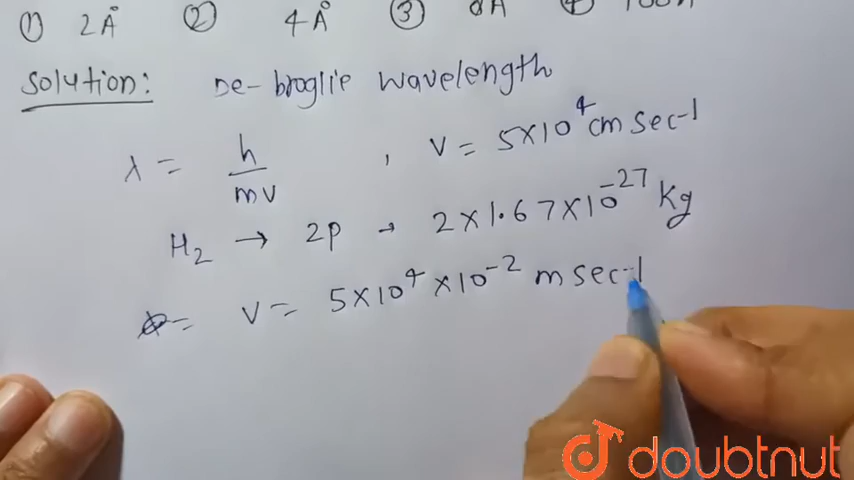 ① 2Å ② 4Å ③ Å
Solution: De-broglie wavelength
λ = h/mv , v = 5×10⁴ cm sec-1
H₂ → 2p → 2×1.67×10⁻²⁷ Kg
= v = 5×10⁴×10⁻² m sec-1
doubtnut